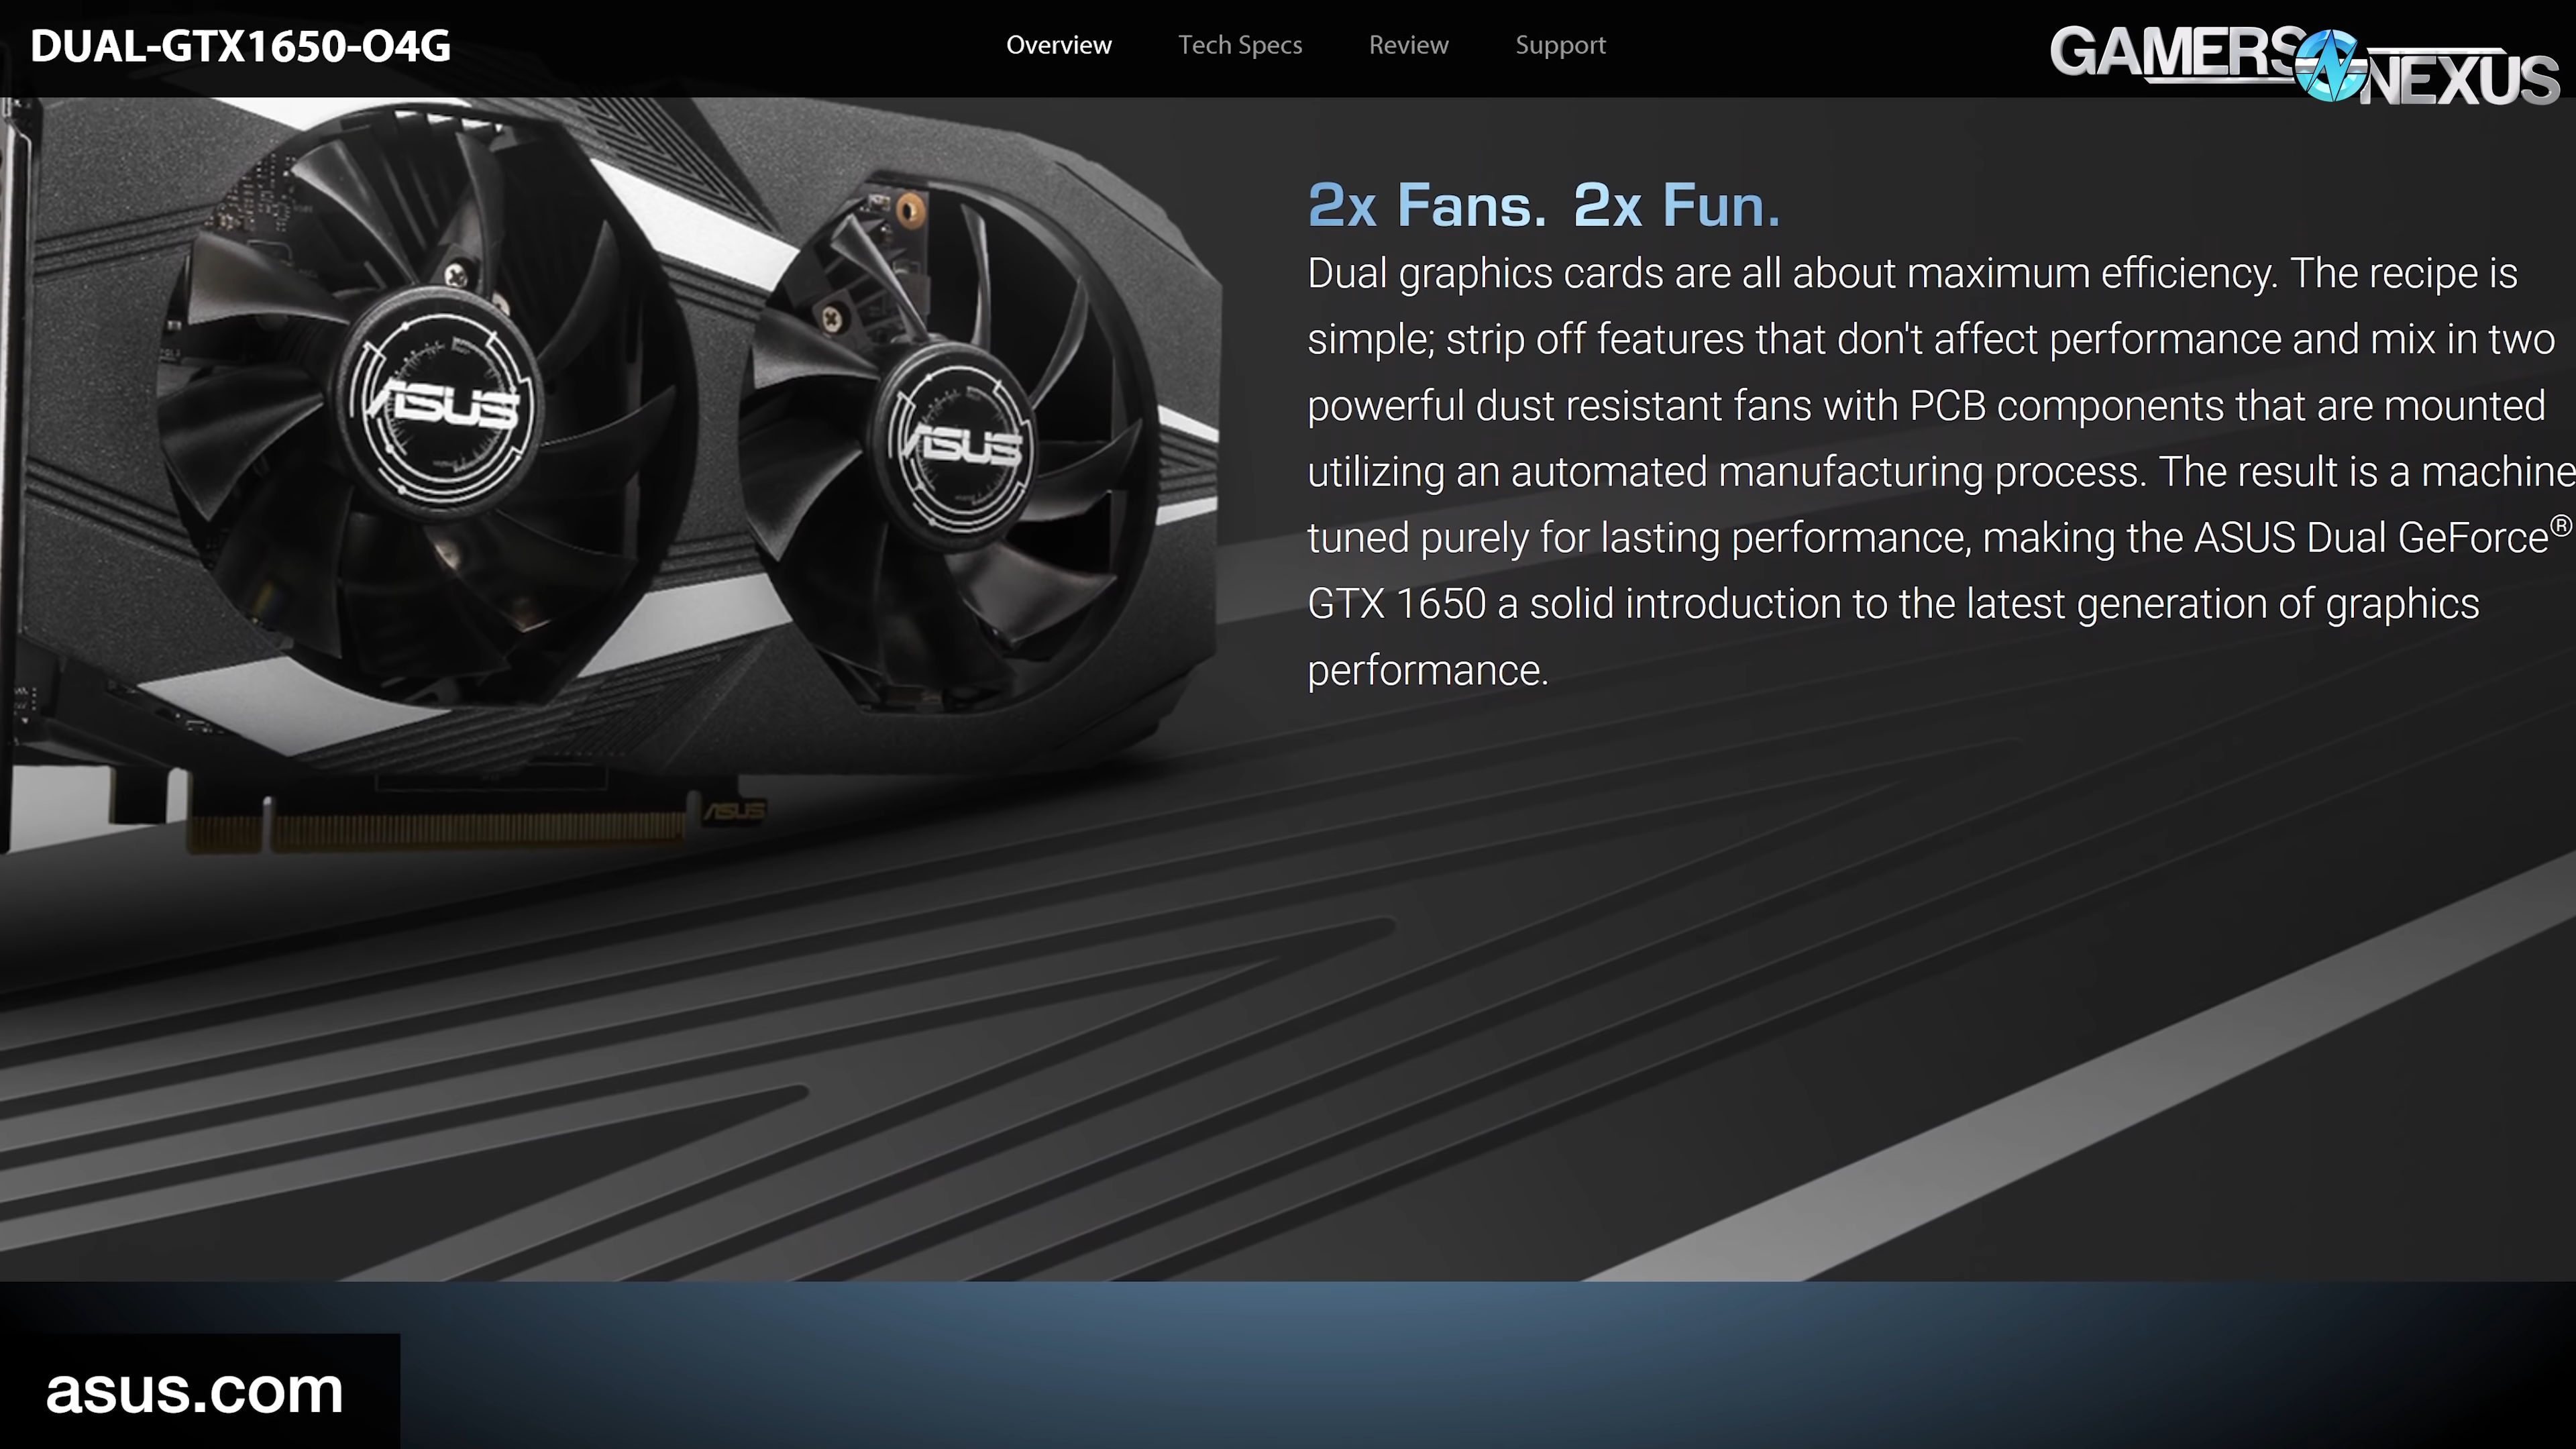 DUAL-GTX1650-O4G
Overview
Tech Specs
Review
Support
GAMERS NEXUS
2x Fans. 2x Fun.
Dual graphics cards are all about maximum efficiency. The recipe is
simple; strip off features that don't affect performance and mix in two
powerful dust resistant fans with PCB components that are mounted
utilizing an automated manufacturing process. The result is a machine
tuned purely for lasting performance, making the ASUS Dual GeForce®
GTX 1650 a solid introduction to the latest generation of graphics
performance.
ASUS
ASUS
ASUS
asus.com